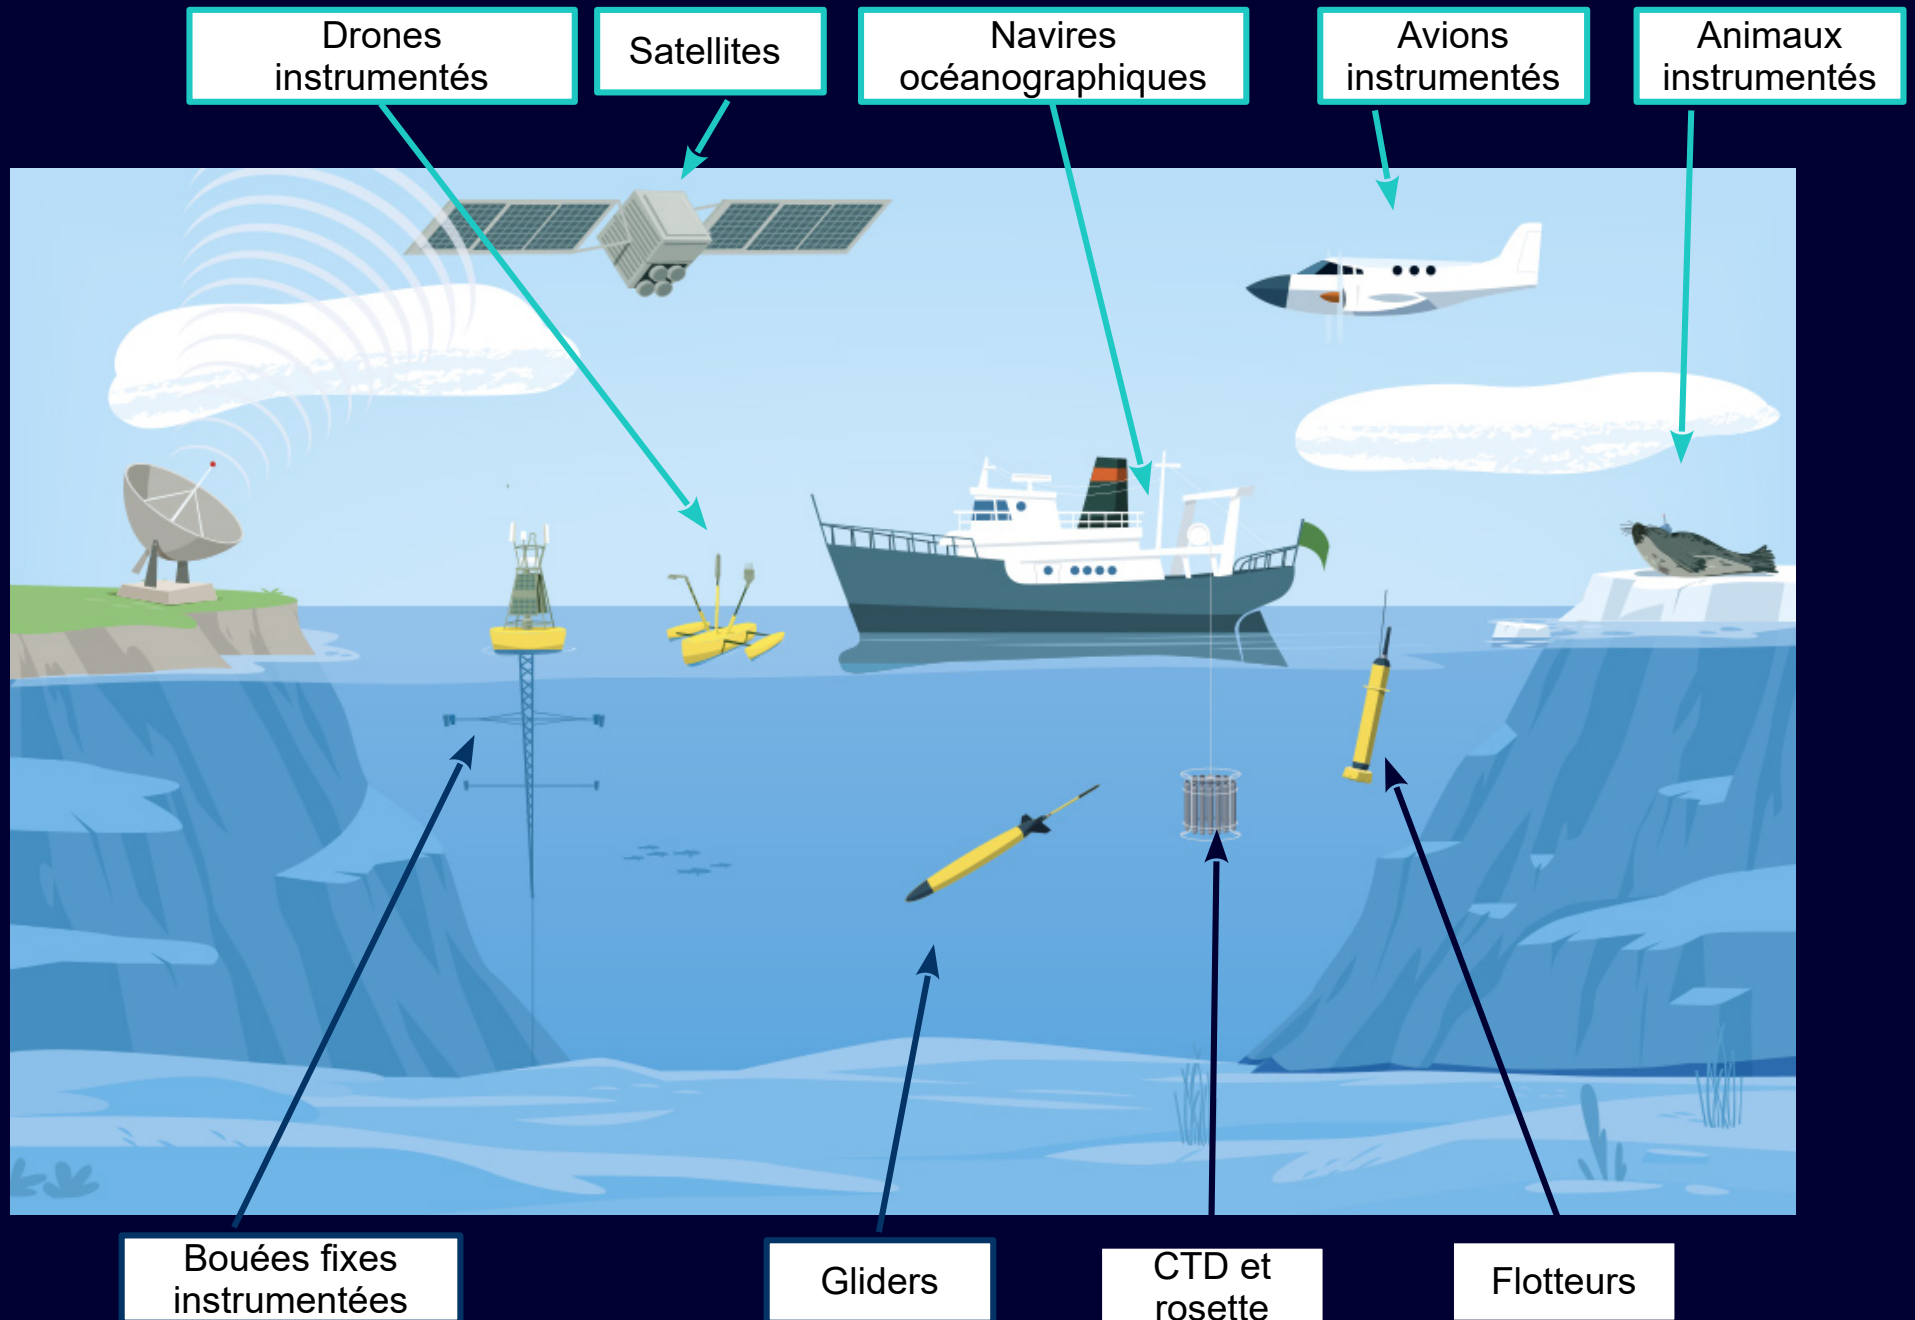 Drones
instrumentés
Satellites
Navires
océanographiques
Avions
instrumentés
Animaux
instrumentés
Bouées fixes
instrumentées
Gliders
CTD et
rosette
Flotteurs